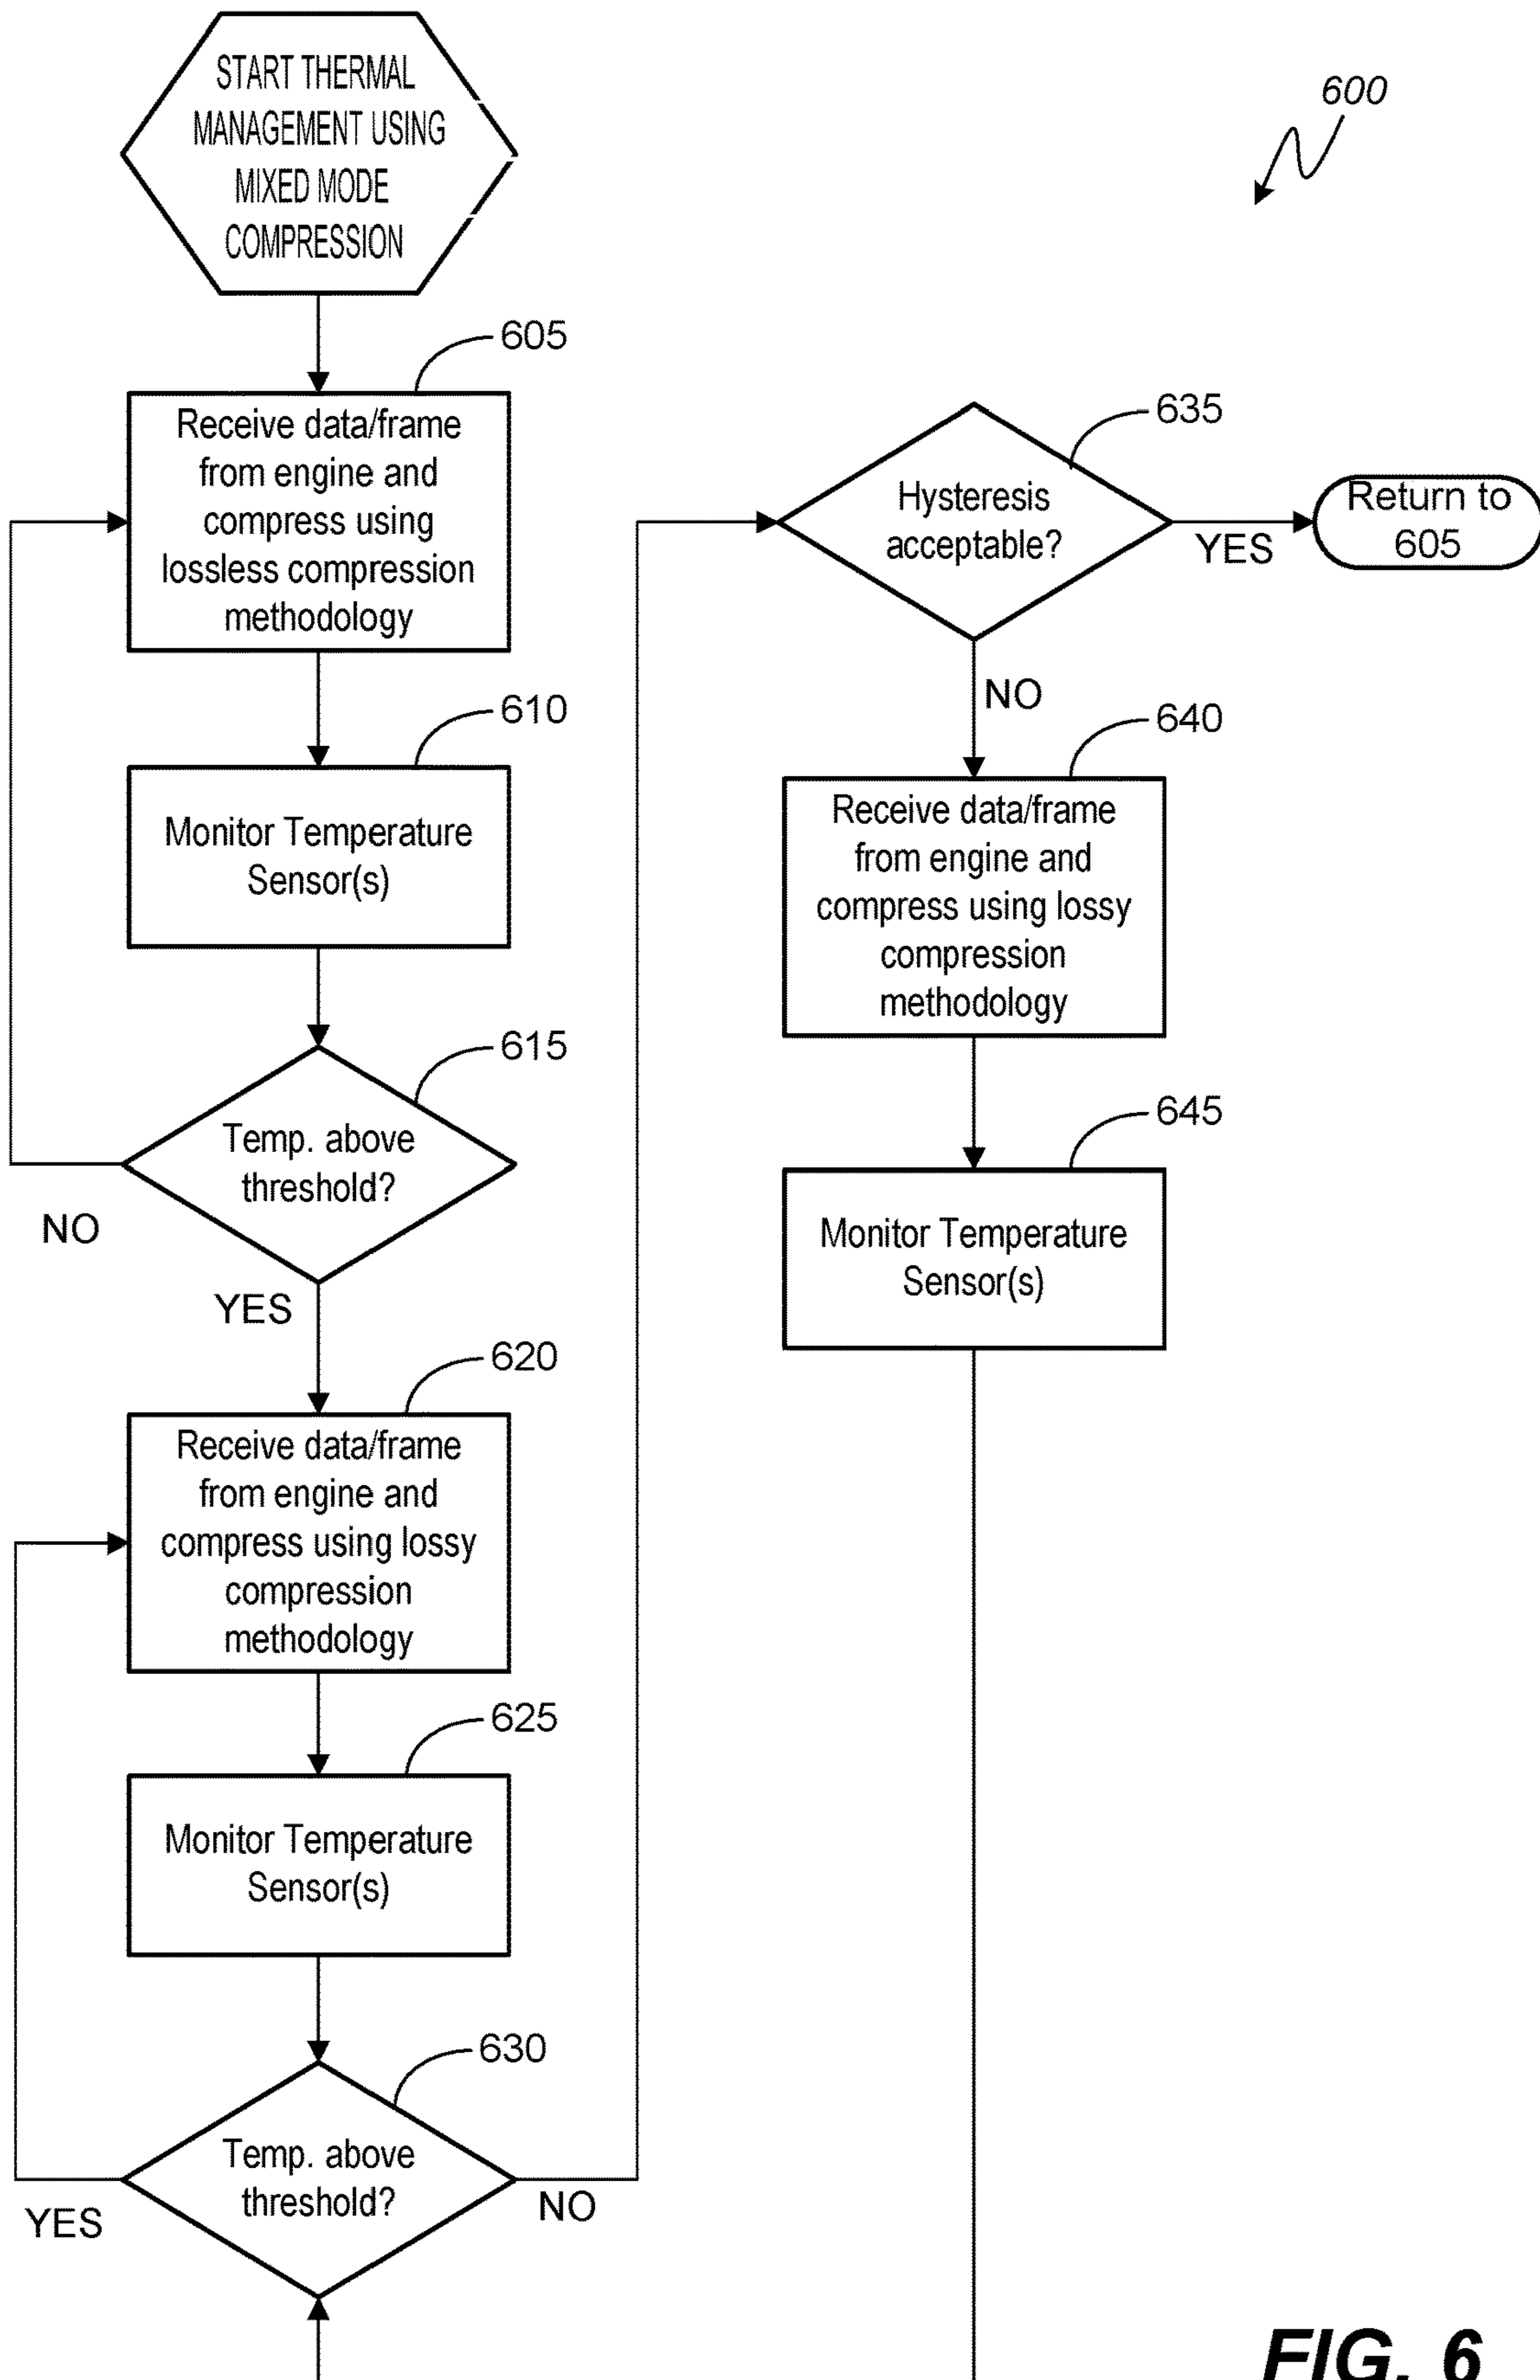 START THERMAL
MANAGEMENT USING
MIXED MODE
COMPRESSION
600
605
Receive data/frame
from engine and
compress using
lossless compression
methodology
610
Monitor Temperature
Sensor(s)
615
Temp. above
threshold?
NO
YES
620
Receive data/frame
from engine and
compress using lossy
compression
methodology
625
Monitor Temperature
Sensor(s)
630
Temp. above
threshold?
YES
NO
635
Hysteresis
acceptable?
YES
Return to
605
NO
640
Receive data/frame
from engine and
compress using lossy
compression
methodology
645
Monitor Temperature
Sensor(s)
FIG. 6